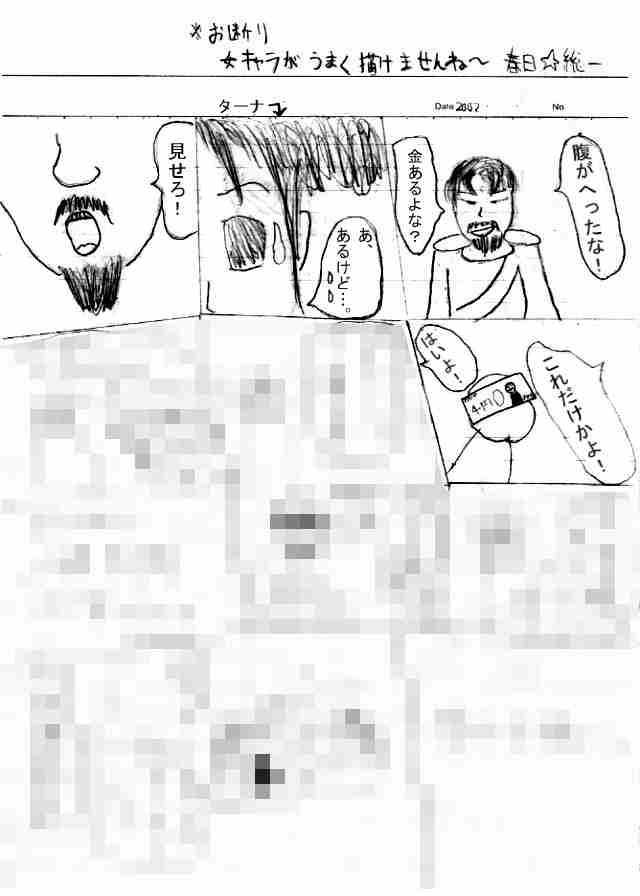 ※お断り
女キャラがうまく描けませんね〜 春日☆総一
ターナ
Date 2002 No.
腹がへったな!
金あるよな?
あ、
あるけど…。
見せろ!
これだけかよ!
はいよ!